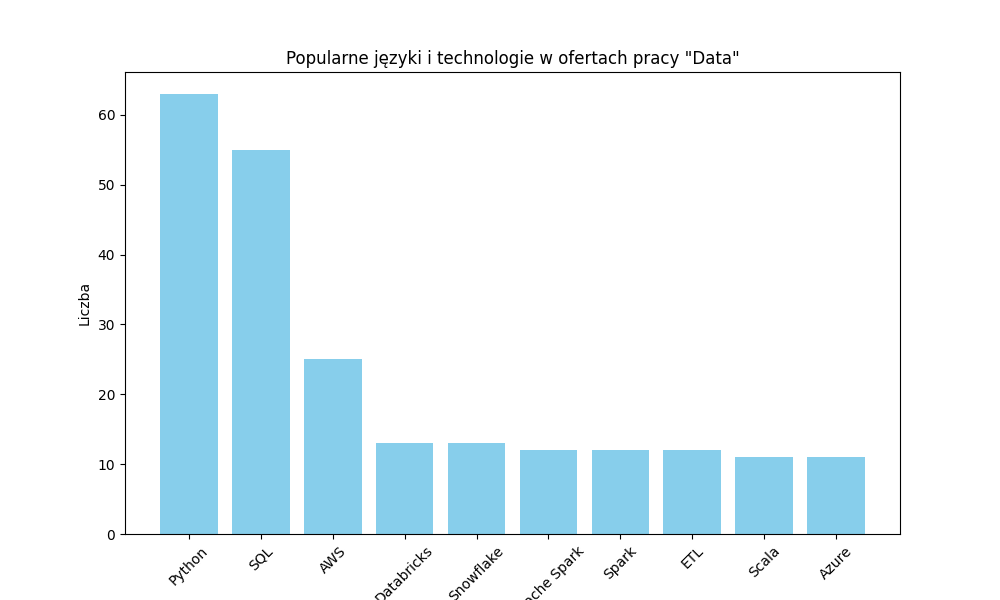 Popularne języki i technologie w ofertach pracy "Data"
Liczba
60
50
40
30
20
10
0
Python
SQL
AWS
Databricks
Snowflake
Spark
Spark
ETL
Scala
Azure